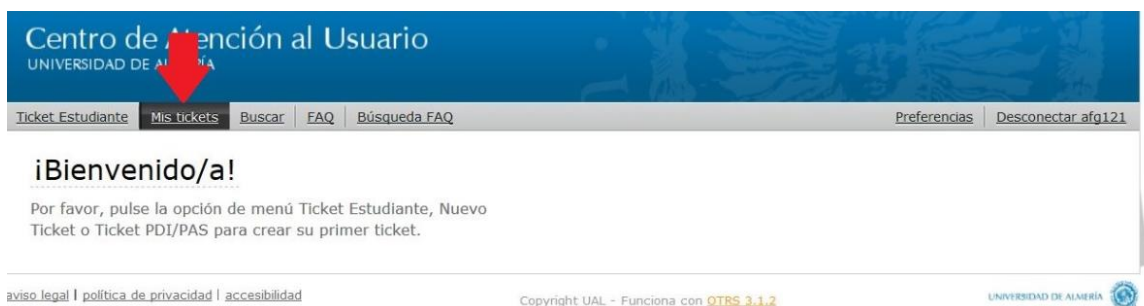 Centro de Atención al Usuario
UNIVERSIDAD DE ALMERÍA
Ticket Estudiante Mis tickets Buscar FAQ Búsqueda FAQ Preferencias Desconectar afg121
¡Bienvenido/a!
Por favor, pulse la opción de menú Ticket Estudiante, Nuevo
Ticket o Ticket PDI/PAS para crear su primer ticket.
aviso legal | política de privacidad | accesibilidad
Copyright UAL - Funciona con OTRS 3.1.2
UNIVERSIDAD DE ALMERÍA